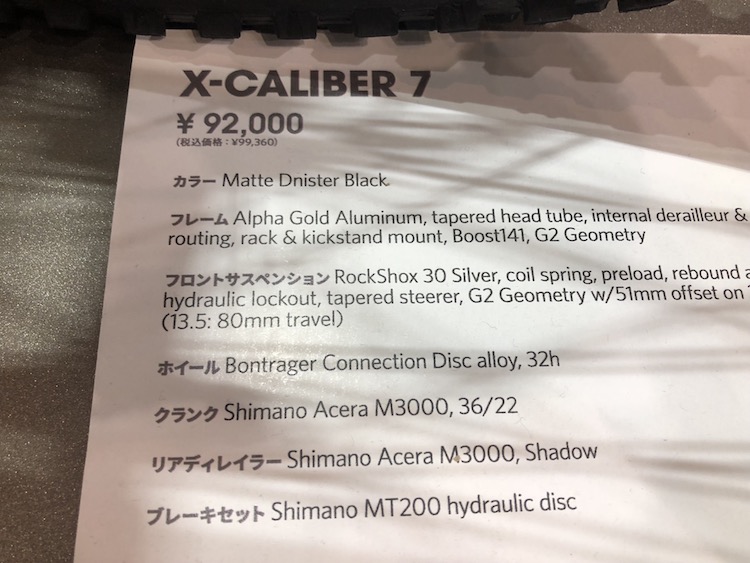 X-CALIBER 7
¥ 92,000
(税込価格：¥99,360)
カラー Matte Dnister Black
フレーム Alpha Gold Aluminum, tapered head tube, internal derailleur &
routing, rack & kickstand mount, Boost141, G2 Geometry
フロントサスペンション RockShox 30 Silver, coil spring, preload, rebound
hydraulic lockout, tapered steerer, G2 Geometry w/51mm offset on
(13.5: 80mm travel)
ホイール Bontrager Connection Disc alloy, 32h
クランク Shimano Acera M3000, 36/22
リアディレイラー Shimano Acera M3000, Shadow
ブレーキセット Shimano MT200 hydraulic disc